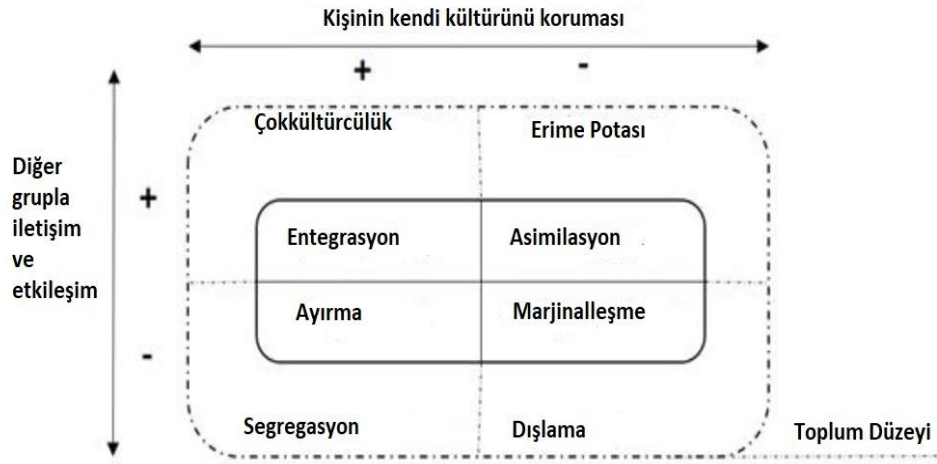 Kişinin kendi kültürünü koruması
+ -
Çokkültürcülük Erime Potası
Diğer
grupla
iletişim
ve
etkileşim
+
Entegrasyon Asimilasyon
Ayırma Marjinalleşme
-
Segregasyon Dışlama Toplum Düzeyi